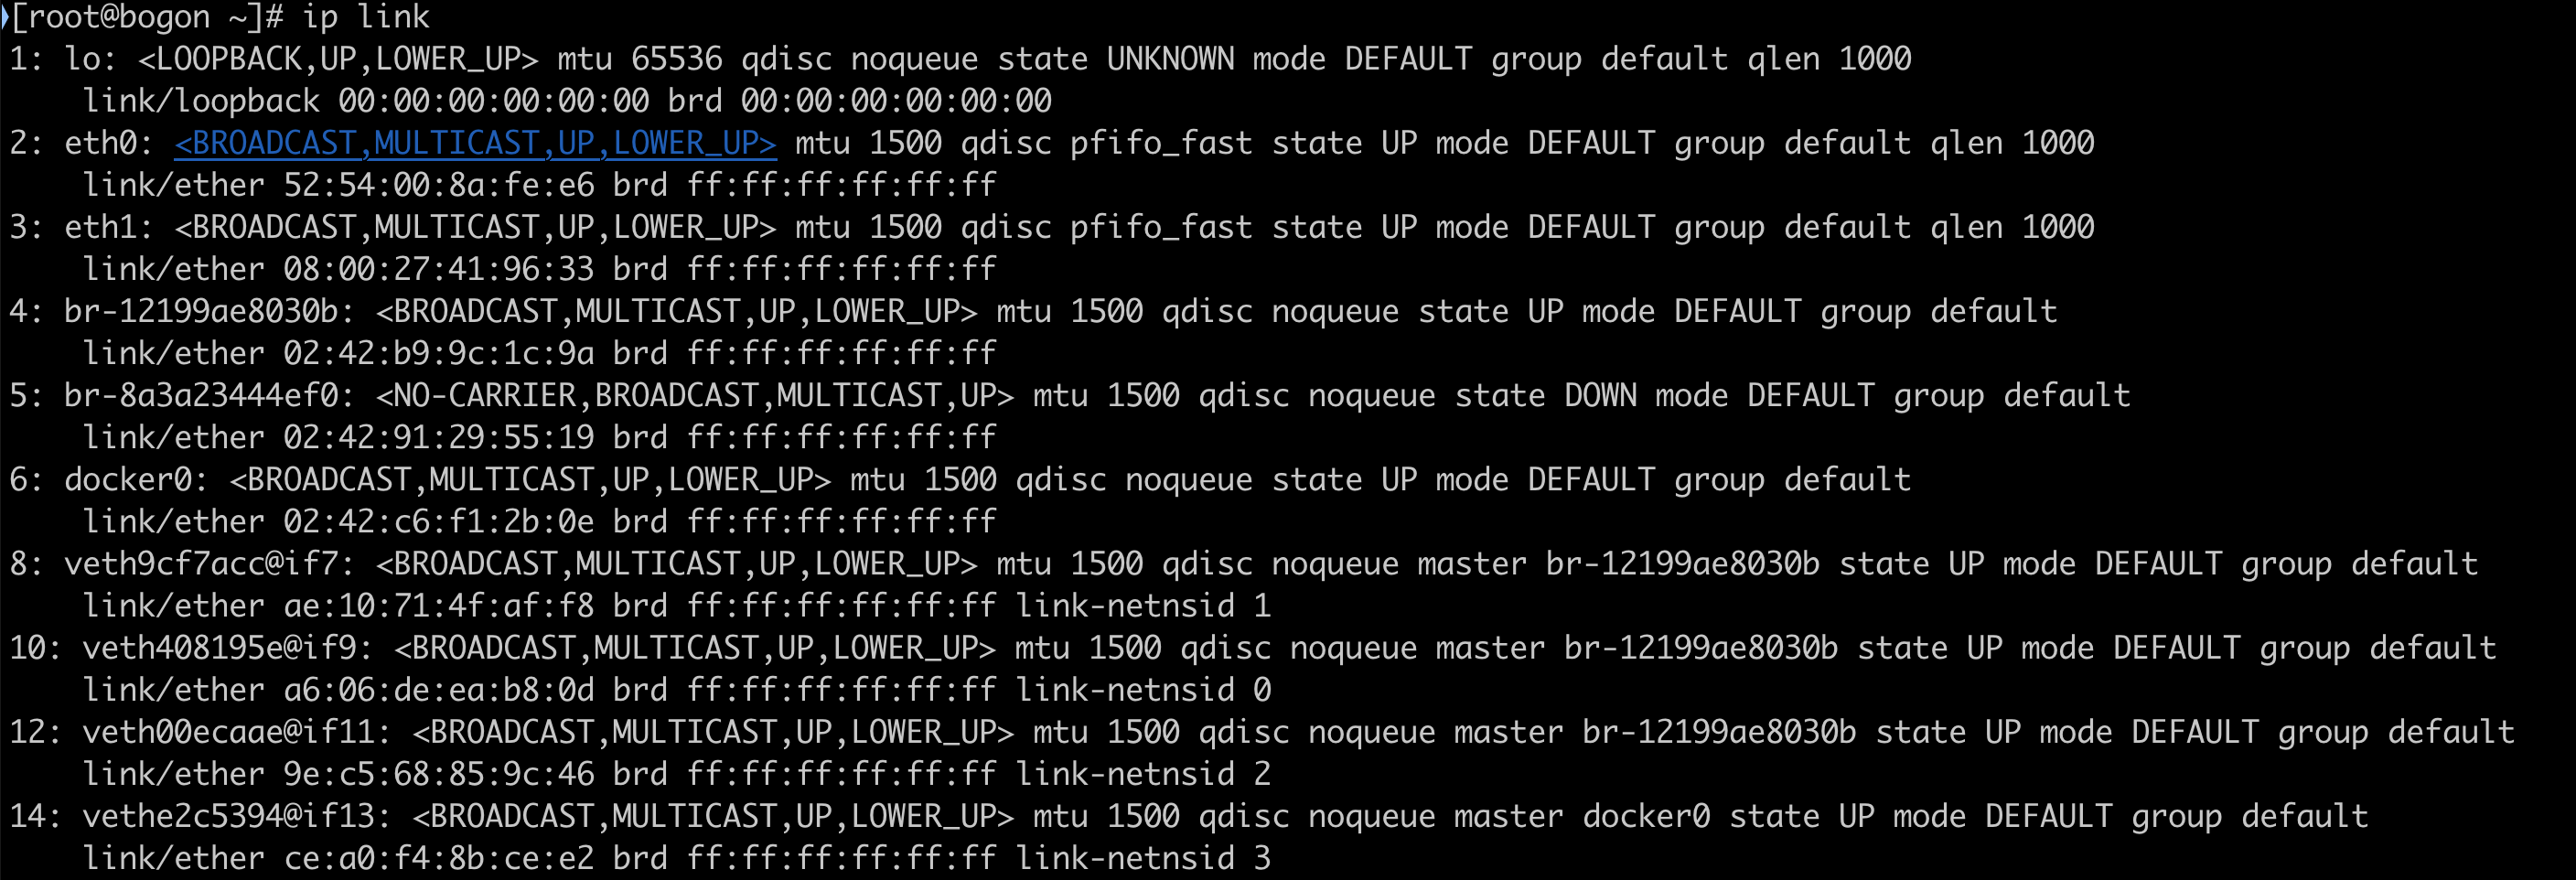 [root@bogon ~]# ip link
1: lo: <LOOPBACK,UP,LOWER_UP> mtu 65536 qdisc noqueue state UNKNOWN mode DEFAULT group default qlen 1000
    link/loopback 00:00:00:00:00:00 brd 00:00:00:00:00:00
2: eth0: <BROADCAST,MULTICAST,UP,LOWER_UP> mtu 1500 qdisc pfifo_fast state UP mode DEFAULT group default qlen 1000
    link/ether 52:54:00:8a:fe:e6 brd ff:ff:ff:ff:ff:ff
3: eth1: <BROADCAST,MULTICAST,UP,LOWER_UP> mtu 1500 qdisc pfifo_fast state UP mode DEFAULT group default qlen 1000
    link/ether 08:00:27:41:96:33 brd ff:ff:ff:ff:ff:ff
4: br-12199ae8030b: <BROADCAST,MULTICAST,UP,LOWER_UP> mtu 1500 qdisc noqueue state UP mode DEFAULT group default
    link/ether 02:42:b9:9c:1c:9a brd ff:ff:ff:ff:ff:ff
5: br-8a3a23444ef0: <NO-CARRIER,BROADCAST,MULTICAST,UP> mtu 1500 qdisc noqueue state DOWN mode DEFAULT group default
    link/ether 02:42:91:29:55:19 brd ff:ff:ff:ff:ff:ff
6: docker0: <BROADCAST,MULTICAST,UP,LOWER_UP> mtu 1500 qdisc noqueue state UP mode DEFAULT group default
    link/ether 02:42:c6:f1:2b:0e brd ff:ff:ff:ff:ff:ff
8: veth9cf7acc@if7: <BROADCAST,MULTICAST,UP,LOWER_UP> mtu 1500 qdisc noqueue master br-12199ae8030b state UP mode DEFAULT group default
    link/ether ae:10:71:4f:af:f8 brd ff:ff:ff:ff:ff:ff link-netnsid 1
10: veth408195e@if9: <BROADCAST,MULTICAST,UP,LOWER_UP> mtu 1500 qdisc noqueue master br-12199ae8030b state UP mode DEFAULT group default
    link/ether a6:06:de:ea:b8:0d brd ff:ff:ff:ff:ff:ff link-netnsid 0
12: veth00ecaae@if11: <BROADCAST,MULTICAST,UP,LOWER_UP> mtu 1500 qdisc noqueue master br-12199ae8030b state UP mode DEFAULT group default
    link/ether 9e:c5:68:85:9c:46 brd ff:ff:ff:ff:ff:ff link-netnsid 2
14: vethe2c5394@if13: <BROADCAST,MULTICAST,UP,LOWER_UP> mtu 1500 qdisc noqueue master docker0 state UP mode DEFAULT group default
    link/ether ce:a0:f4:8b:ce:e2 brd ff:ff:ff:ff:ff:ff link-netnsid 3